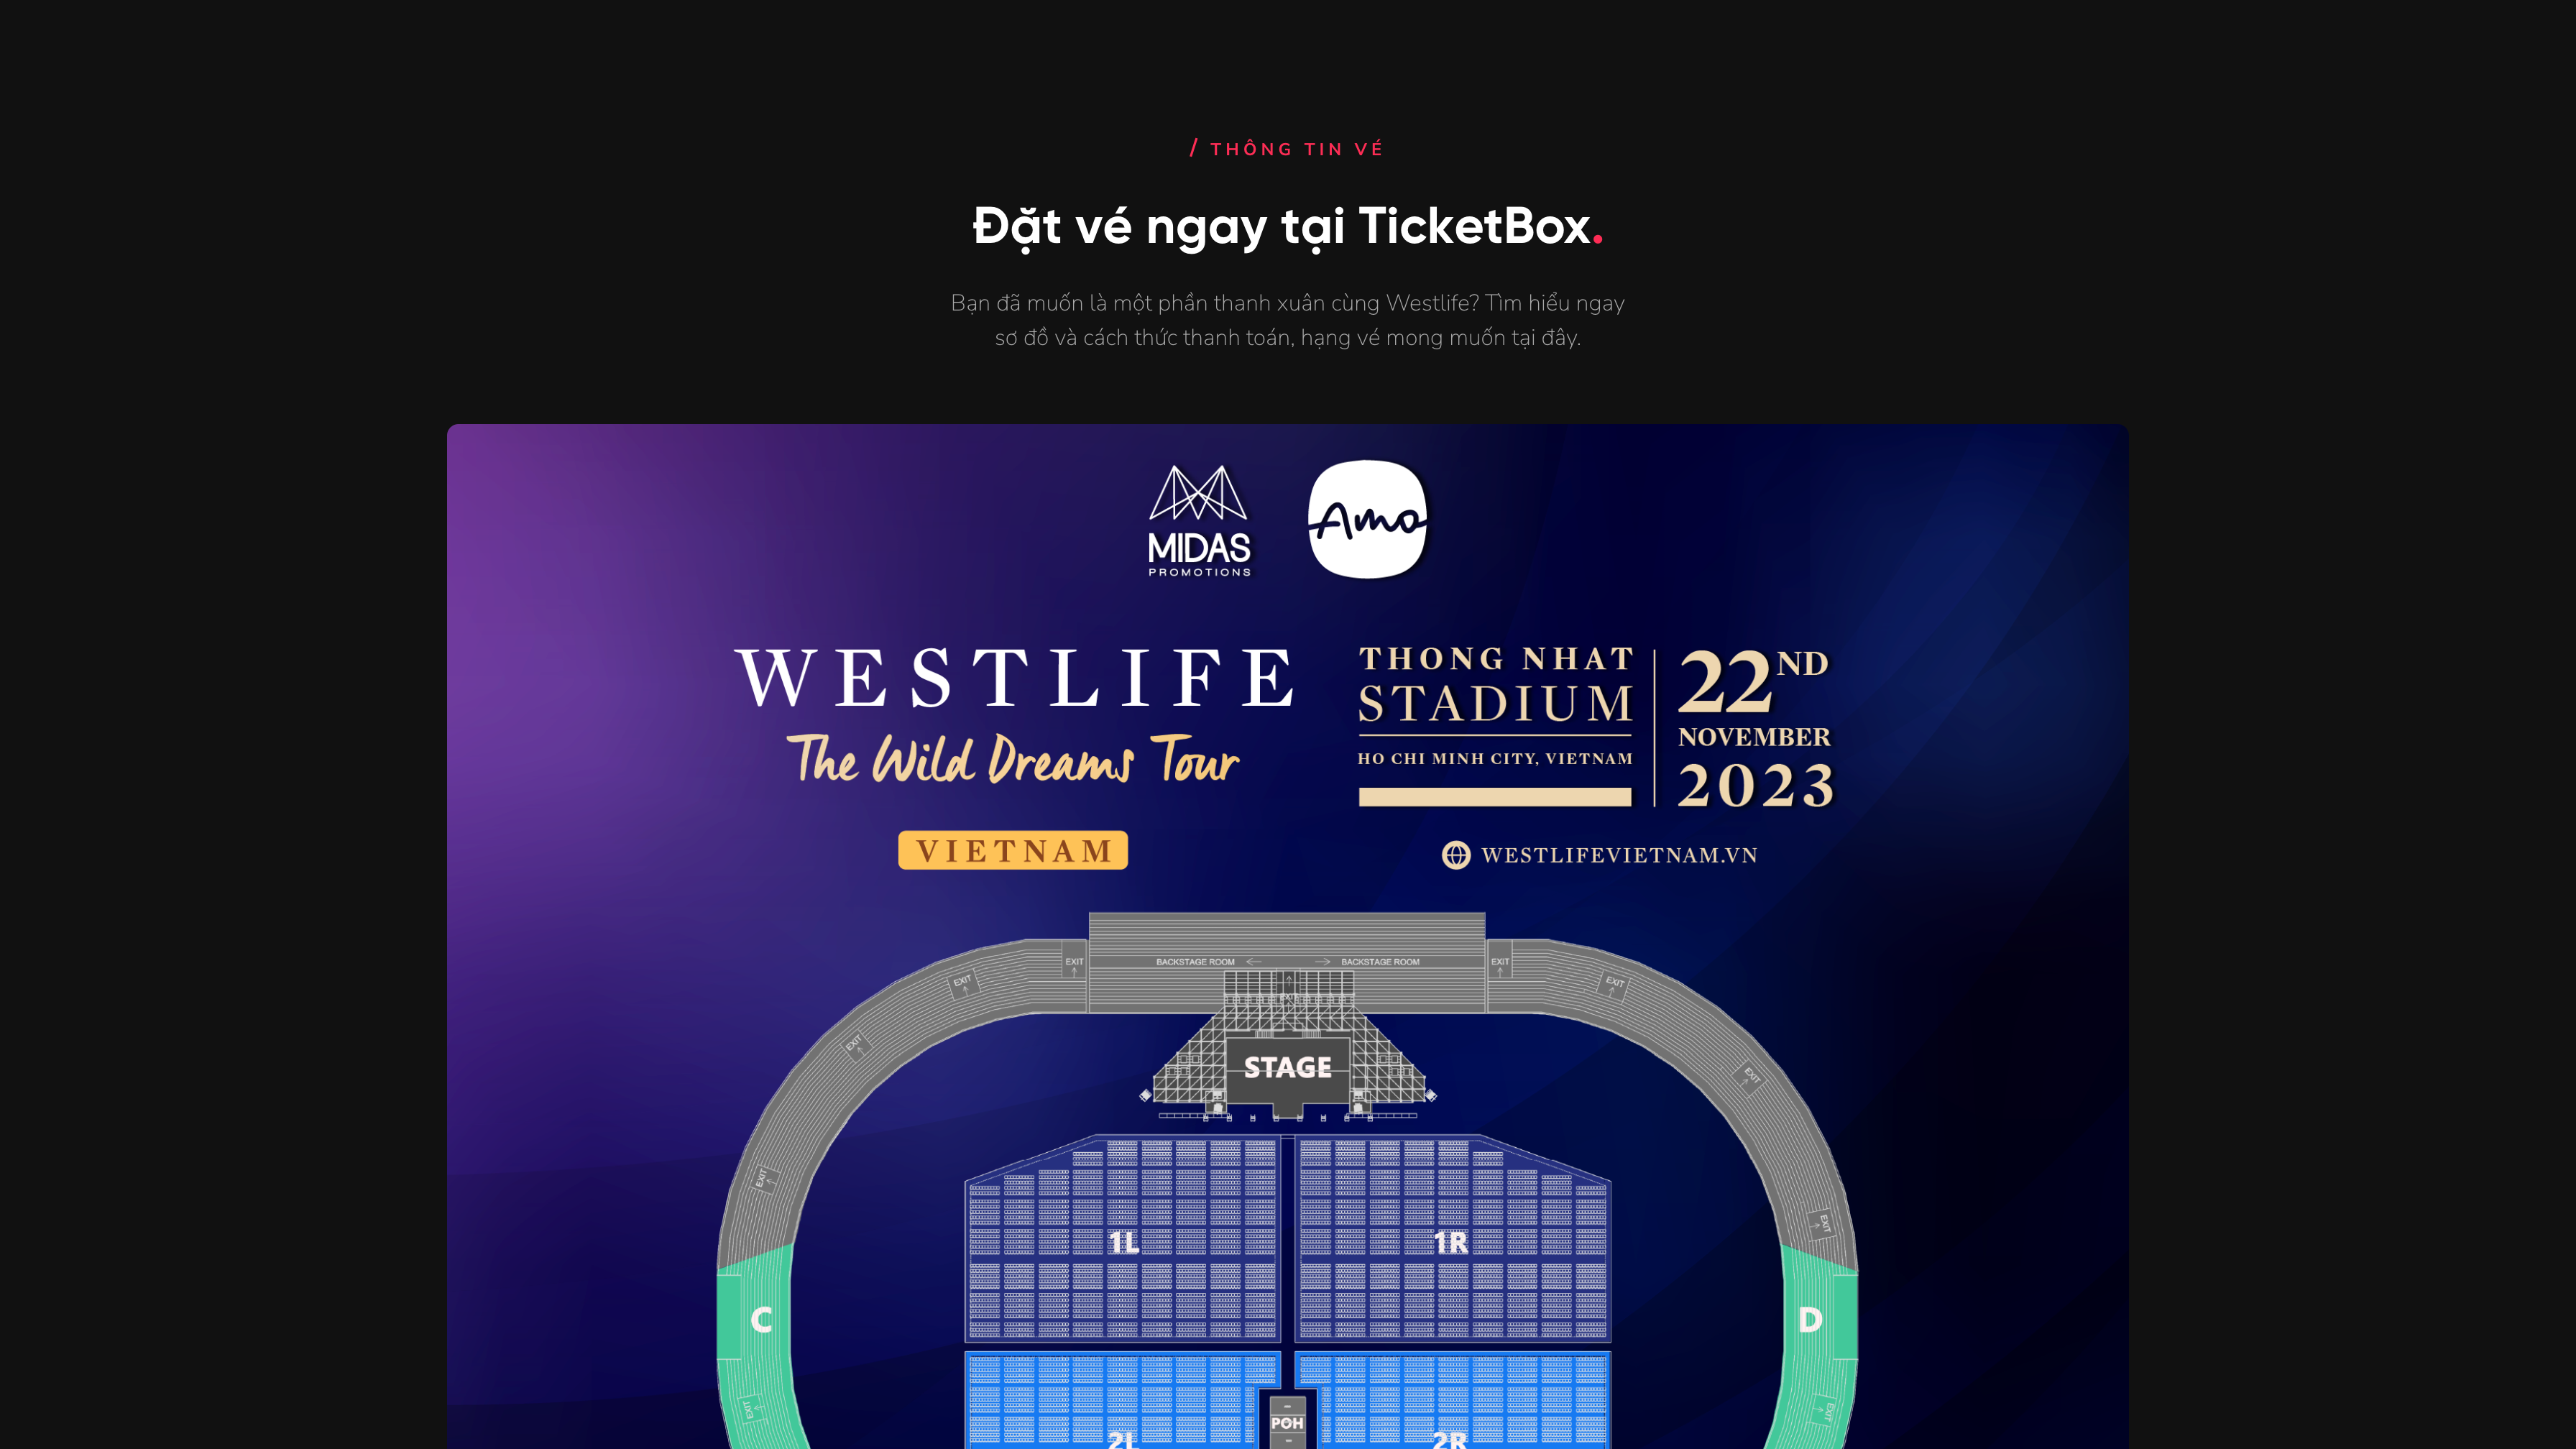 / THÔNG TIN VÉ
Đặt vé ngay tại TicketBox.
Bạn đã muốn là một phần thanh xuân cùng Westlife? Tìm hiểu ngay
sơ đồ và cách thức thanh toán, hạng vé mong muốn tại đây.
MIDAS
PROMOTIONS
Amo
WESTLIFE
The Wild Dreams Tour
VIETNAM
THONG NHAT
STADIUM
HO CHI MINH CITY, VIETNAM
22ND
NOVEMBER
2023
WESTLIFEVIETNAM.VN
EXIT
BACKSTAGE ROOM
BACKSTAGE ROOM
EXIT
EXIT
EXIT
EXIT
EXIT
EXIT
STAGE
EXIT
EXIT
EXIT
1L
1R
C
D
EXIT
EXIT
POH
2L
2R